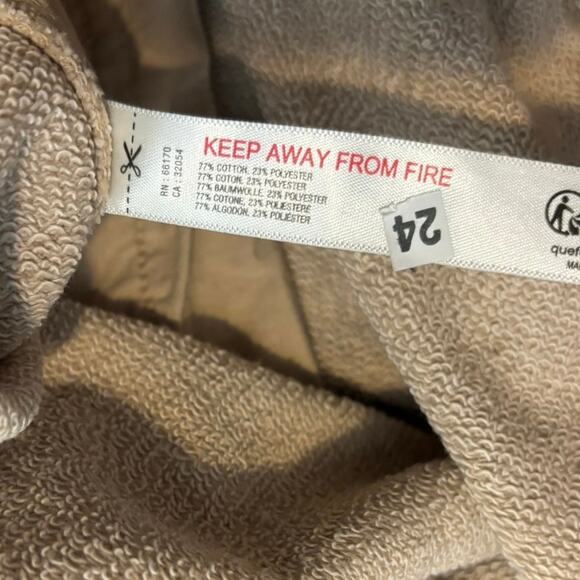 RN : 66170
CA : 32054
KEEP AWAY FROM FIRE
77% COTTON, 23% POLYESTER
77% COTON, 23% POLYESTER
77% BAUMWOLLE, 23% POLYESTER
77% COTONE, 23% POLIESTERE
77% ALGODÓN, 23% POLIÉSTER
24
quef
MA